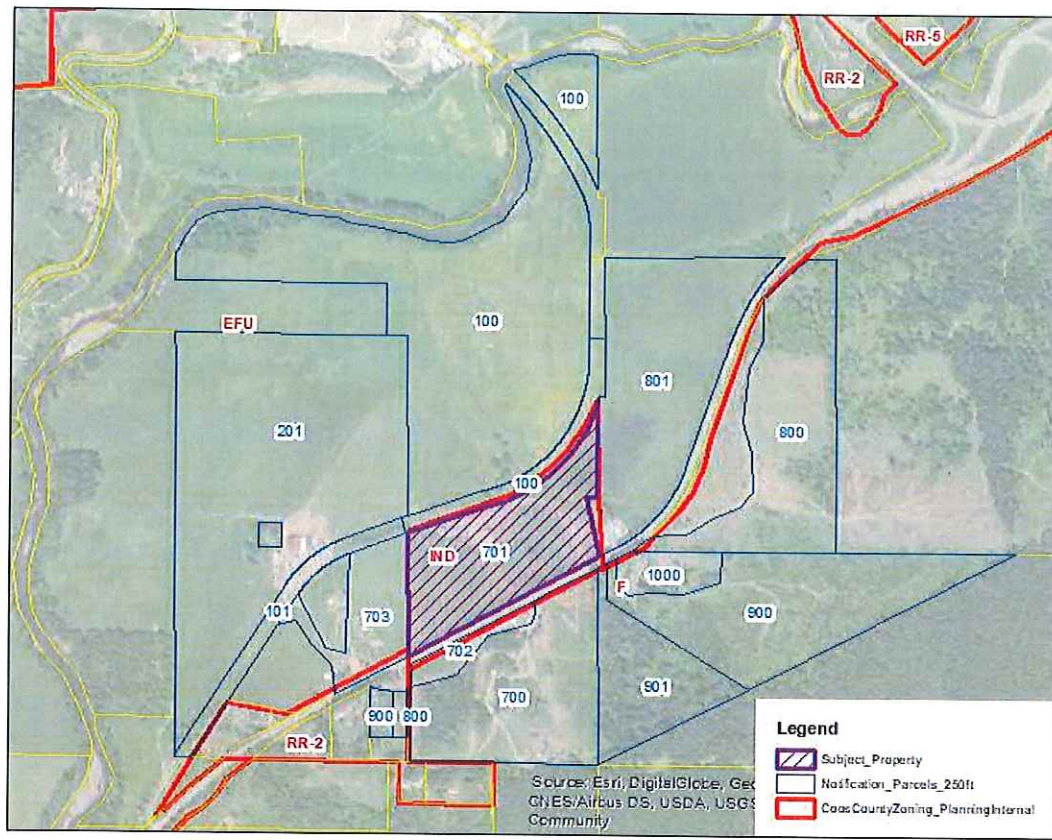 RR-5
RR-2
100
EFU
100
801
201
800
100
IND
701
F
1000
101
703
900
702
901
700
900
800
RR-2
Legend
Subject_Property
Notification_Parcels_250ft
CoosCountyZoning_PlanningInternal
Source: Esri, DigitalGlobe, Geo
CNES/Airbus DS, USDA, USGS
Community